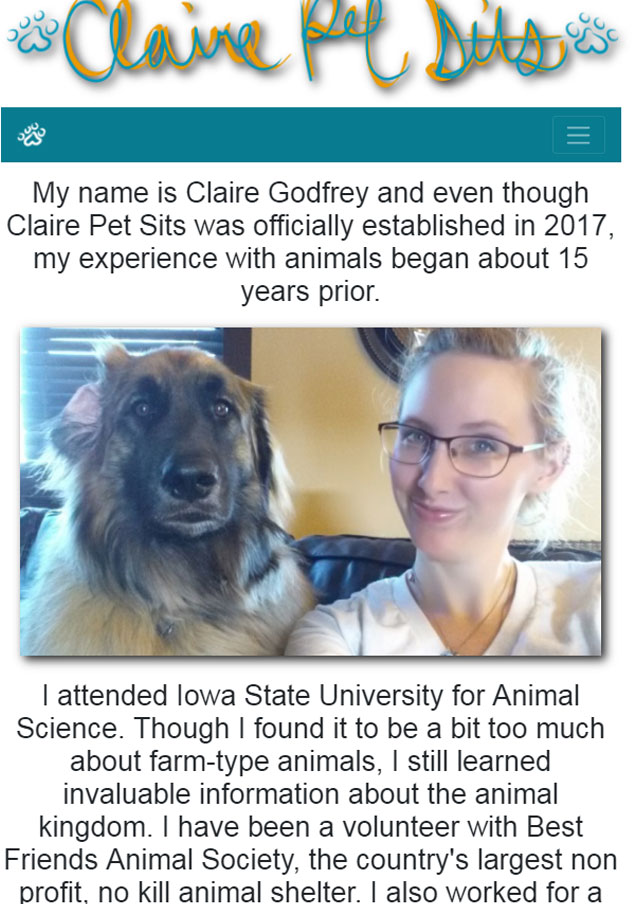 Claire Pet Sits
My name is Claire Godfrey and even though
Claire Pet Sits was officially established in 2017,
my experience with animals began about 15
years prior.
I attended Iowa State University for Animal
Science. Though I found it to be a bit too much
about farm-type animals, I still learned
invaluable information about the animal
kingdom. I have been a volunteer with Best
Friends Animal Society, the country's largest non
profit, no kill animal shelter. I also worked for a